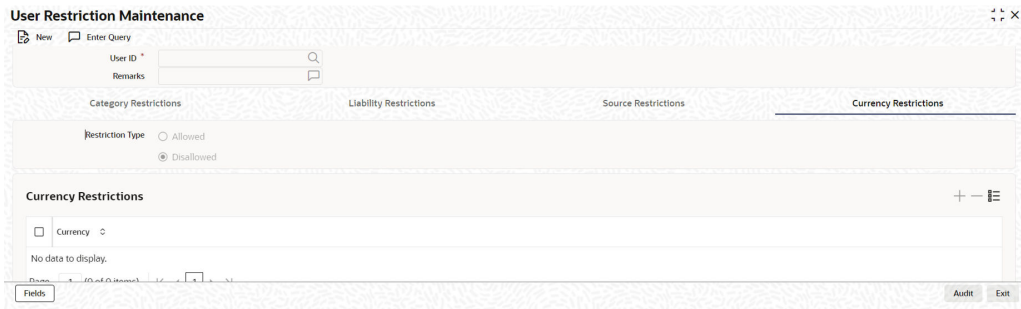 User Restriction Maintenance
New Enter Query
User ID *
Remarks
Category Restrictions Liability Restrictions Source Restrictions Currency Restrictions
Restriction Type Allowed
Disallowed
Currency Restrictions
Currency
No data to display.
Page 1 (0 of 0 items) 1
Fields Audit Exit